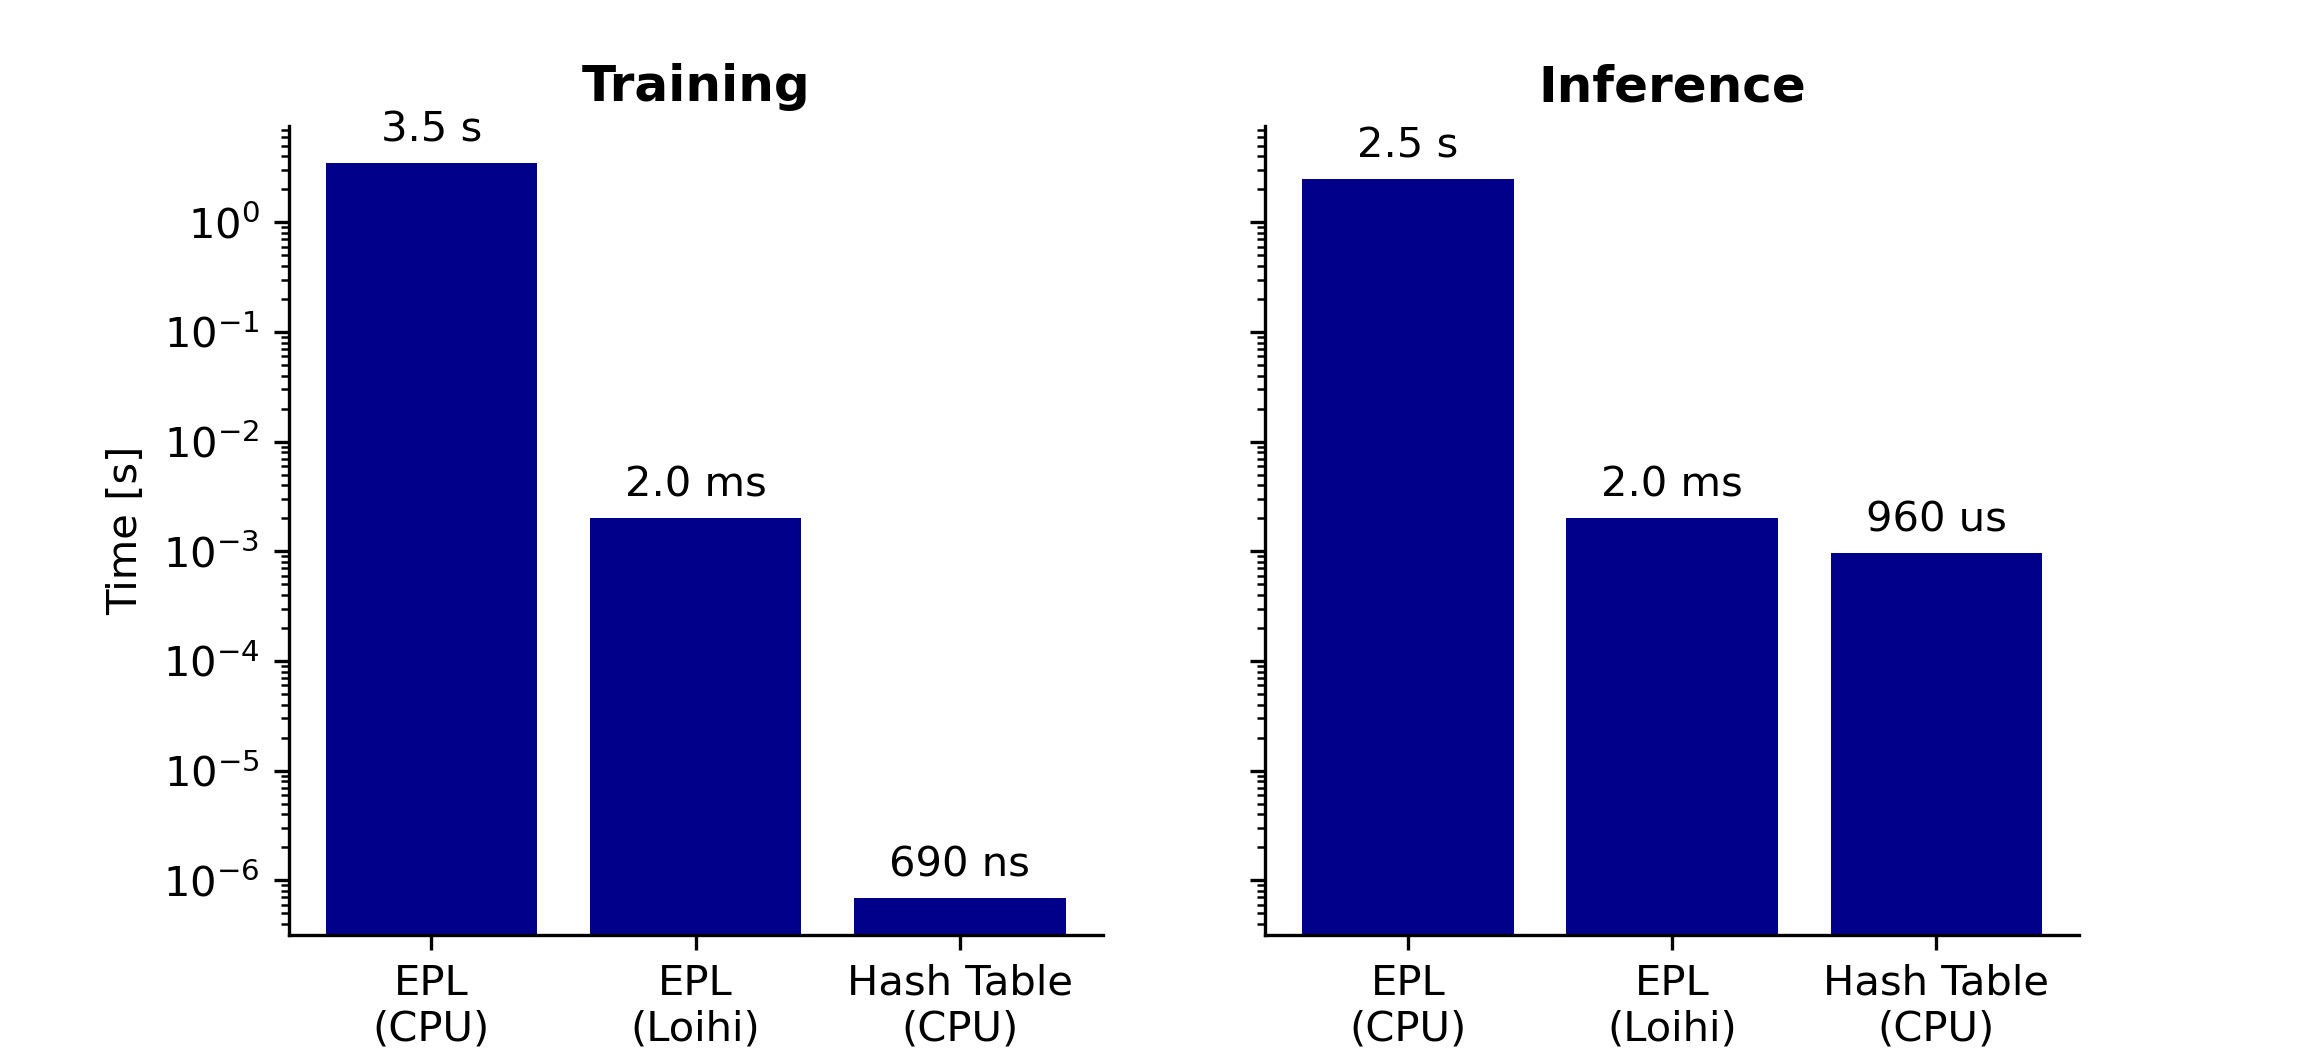 Training
Inference
3.5 s
2.0 ms
690 ns
2.5 s
2.0 ms
960 us
Time [s]
10⁰
10⁻¹
10⁻²
10⁻³
10⁻⁴
10⁻⁵
10⁻⁶
EPL
(CPU)
EPL
(Loihi)
Hash Table
(CPU)
EPL
(CPU)
EPL
(Loihi)
Hash Table
(CPU)